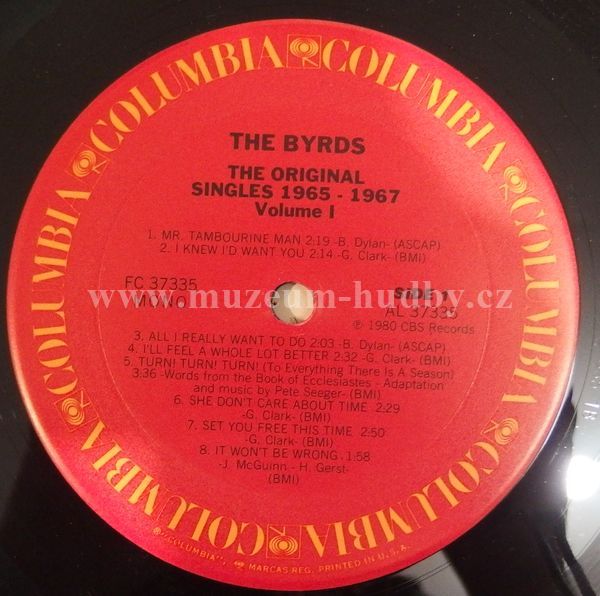 COLUMBIA COLUMBIA COLUMBIA COLUMBIA COLUMBIA COLUMBIA
THE BYRDS
THE ORIGINAL
SINGLES 1965 - 1967
Volume I
1. MR. TAMBOURINE MAN 2:19 -B. Dylan- (ASCAP)
2. I KNEW I'D WANT YOU 2:14 -G. Clark- (BMI)
FC 37335
MONO
www.muzeum-hudby.cz
SIDE 1
AL 37335
℗ 1980 CBS Records
3. ALL I REALLY WANT TO DO 2:03 -B. Dylan- (ASCAP)
4. I'LL FEEL A WHOLE LOT BETTER 2:32 -G. Clark- (BMI)
5. TURN! TURN! TURN! (To Everything There Is A Season)
3:36 -Words from the Book of Ecclesiastes - Adaptation
and music by Pete Seeger- (BMI)
6. SHE DON'T CARE ABOUT TIME 2:29
-G. Clark- (BMI)
7. SET YOU FREE THIS TIME 2:50
-G. Clark- (BMI)
8. IT WON'T BE WRONG 1:58
-J. McGuinn - H. Gerst-
(BMI)
"COLUMBIA", MARCAS REG. PRINTED IN U.S.A.